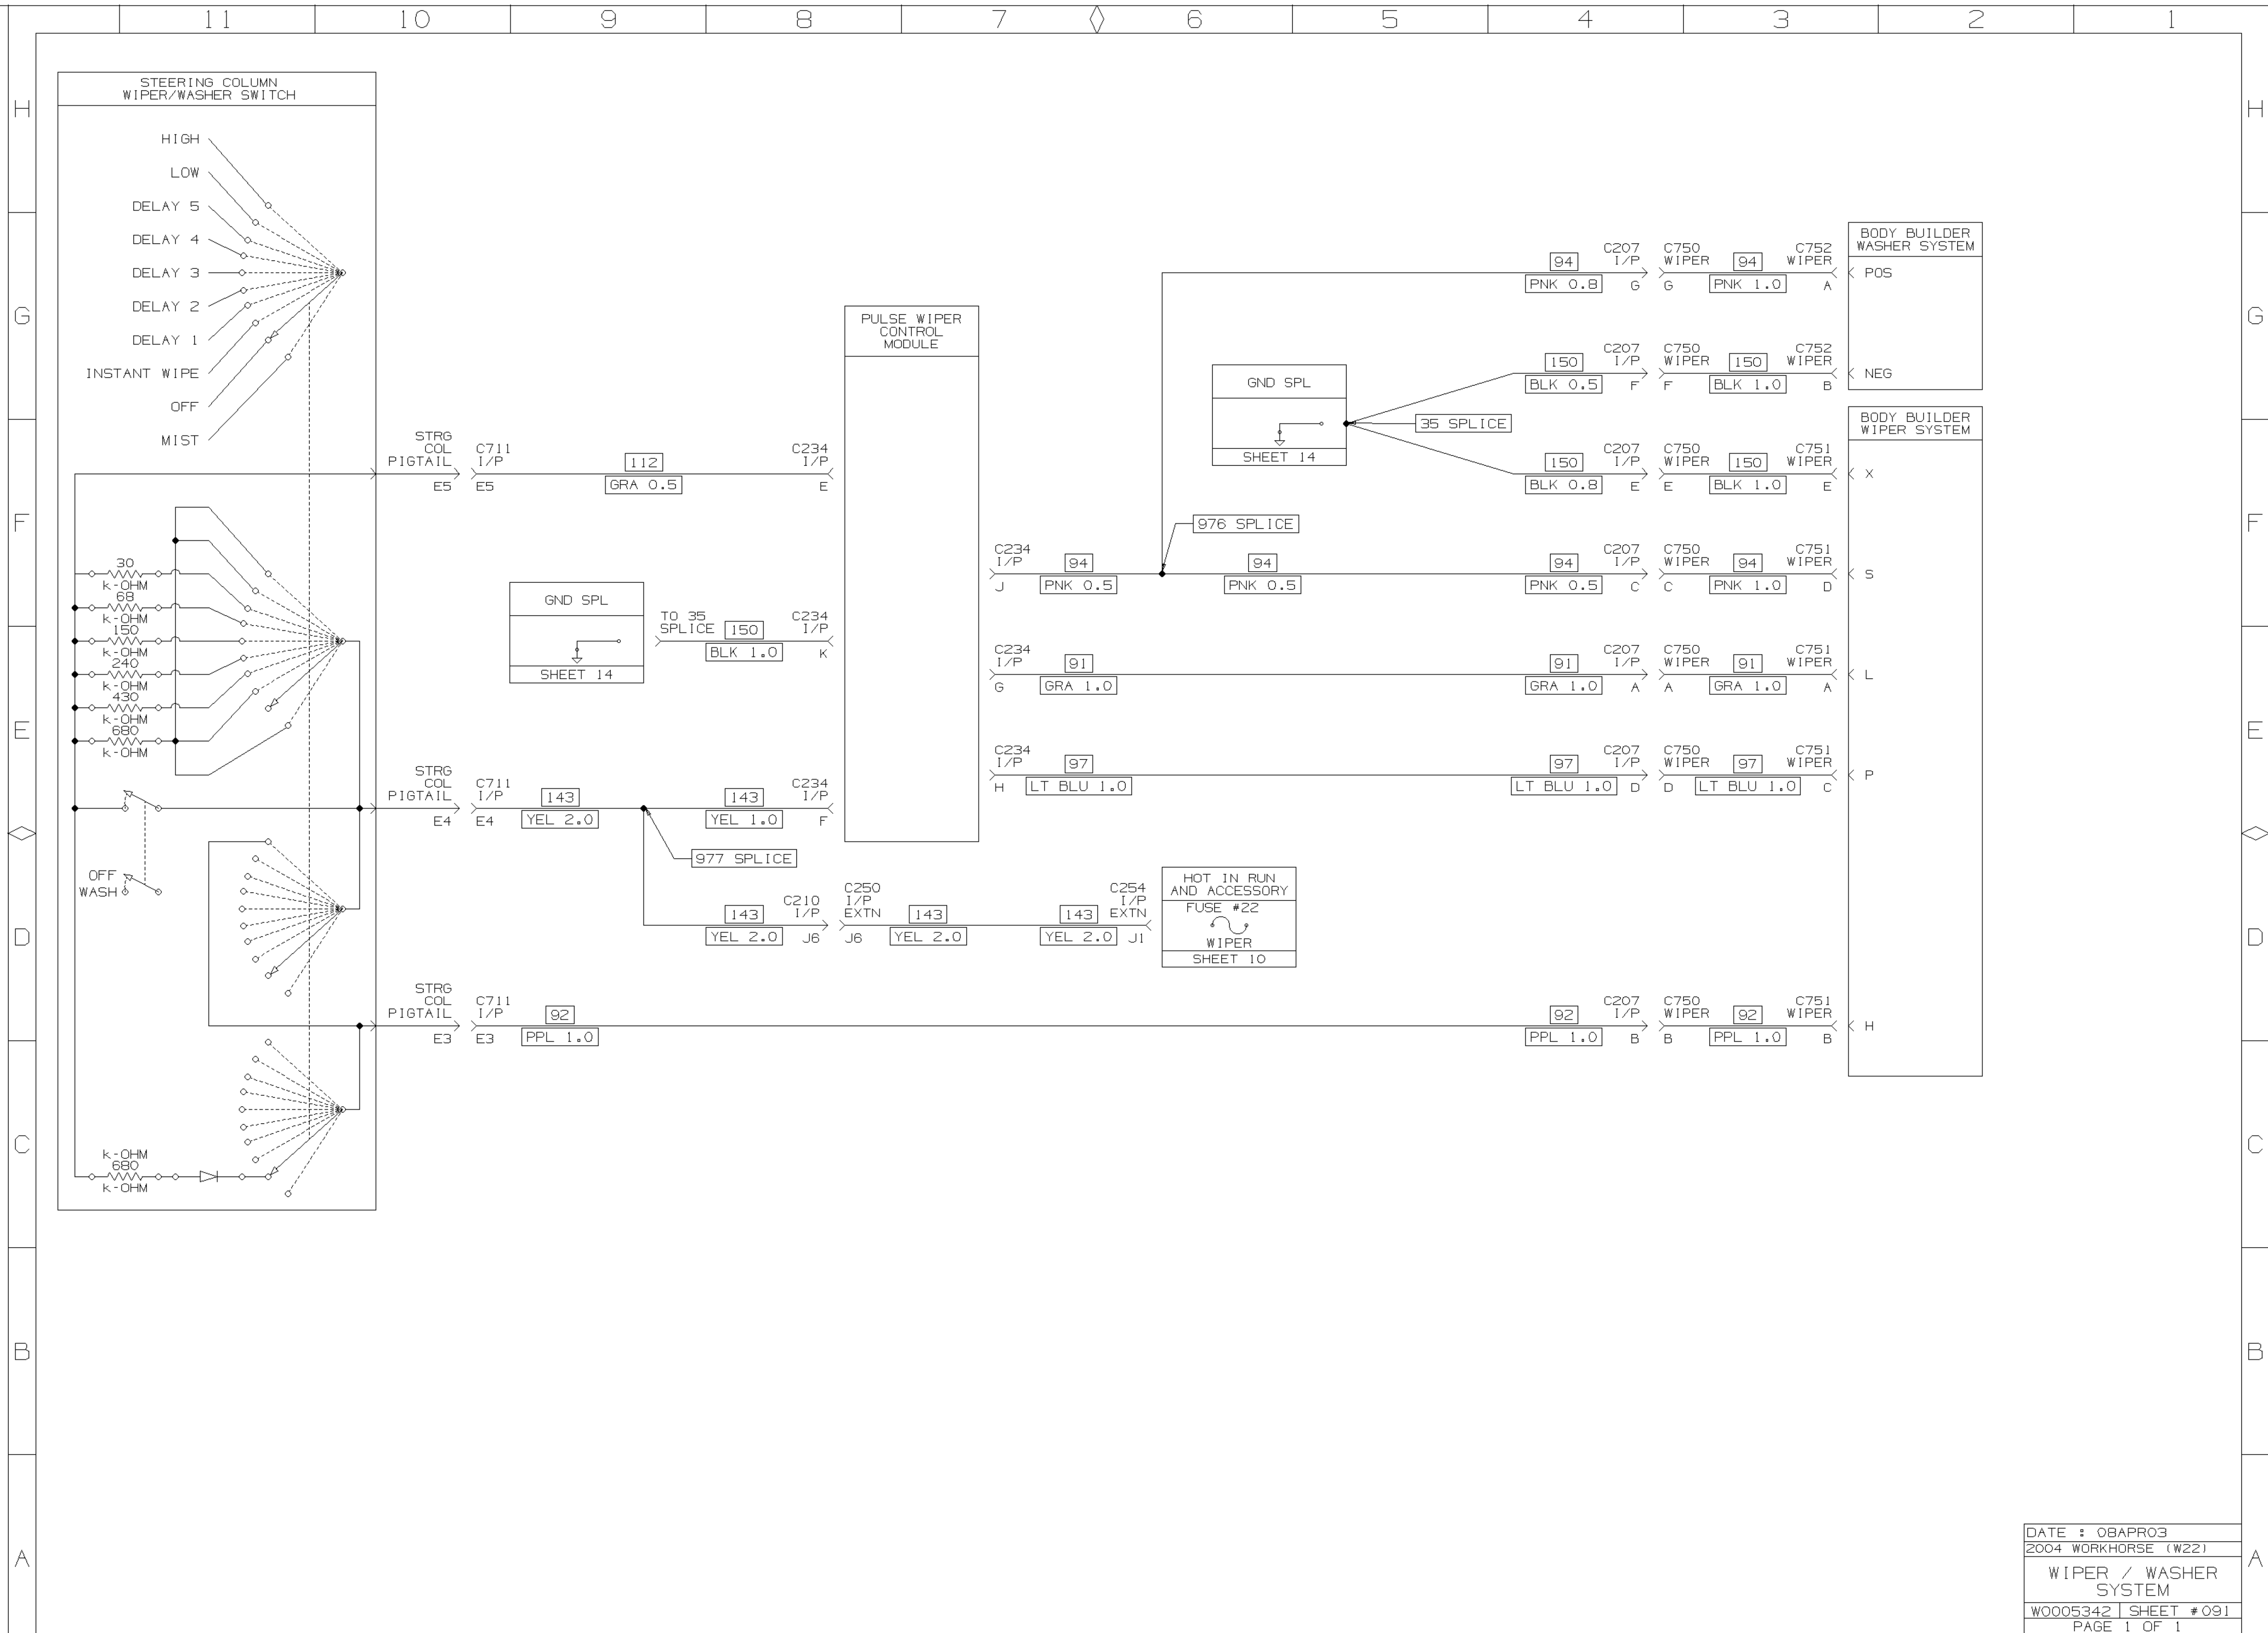 11 10 9 8 7 6 5 4 3 2 1
H
G
F
E
D
C
B
A
STEERING COLUMN
WIPER/WASHER SWITCH
HIGH
LOW
DELAY 5
DELAY 4
DELAY 3
DELAY 2
DELAY 1
INSTANT WIPE
OFF
MIST
30
k-OHM
68
k-OHM
150
k-OHM
240
k-OHM
430
k-OHM
680
k-OHM
OFF
WASH
k-OHM
680
k-OHM
STRG
COL
PIGTAIL
E5
C711
I/P
E5
112
GRA 0.5
C234
I/P
E
GND SPL
SHEET 14
TO 35
SPLICE
150
BLK 1.0
C234
I/P
K
STRG
COL
PIGTAIL
E4
C711
I/P
E4
143
YEL 2.0
143
YEL 1.0
C234
I/P
F
977 SPLICE
143
YEL 2.0
C210
I/P
J6
C250
I/P
EXTN
J6
143
YEL 2.0
143
YEL 2.0
C254
I/P
EXTN
J1
HOT IN RUN
AND ACCESSORY
FUSE #22
WIPER
SHEET 10
STRG
COL
PIGTAIL
E3
C711
I/P
E3
92
PPL 1.0
92
PPL 1.0
C207
I/P
B
C750
WIPER
B
92
PPL 1.0
C751
WIPER
B
H
PULSE WIPER
CONTROL
MODULE
94
PNK 0.8
C207
I/P
G
C750
WIPER
G
94
PNK 1.0
C752
WIPER
A
BODY BUILDER
WASHER SYSTEM
POS
GND SPL
SHEET 14
35 SPLICE
150
BLK 0.5
C207
I/P
F
C750
WIPER
F
150
BLK 1.0
C752
WIPER
B
NEG
BODY BUILDER
WIPER SYSTEM
150
BLK 0.8
C207
I/P
E
C750
WIPER
E
150
BLK 1.0
C751
WIPER
E
X
976 SPLICE
C234
I/P
J
94
PNK 0.5
94
PNK 0.5
94
PNK 0.5
C207
I/P
C
C750
WIPER
C
94
PNK 1.0
C751
WIPER
D
S
C234
I/P
G
91
GRA 1.0
91
GRA 1.0
C207
I/P
A
C750
WIPER
A
91
GRA 1.0
C751
WIPER
A
L
C234
I/P
H
97
LT BLU 1.0
97
LT BLU 1.0
C207
I/P
D
C750
WIPER
D
97
LT BLU 1.0
C751
WIPER
C
P
H
G
F
E
D
C
B
A
DATE : 08APR03
2004 WORKHORSE (W22)
WIPER / WASHER
SYSTEM
W0005342 SHEET #091
PAGE 1 OF 1